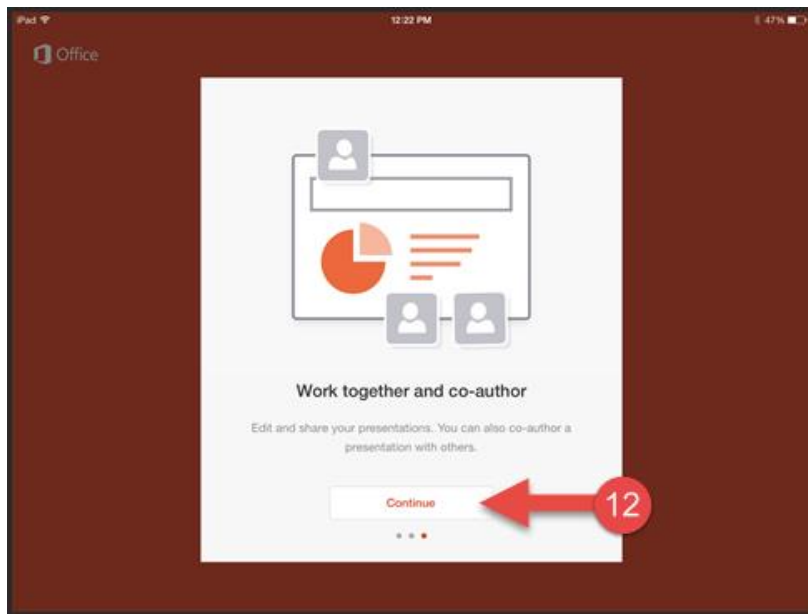 iPad 12:22 PM 47%
Office
Work together and co-author
Edit and share your presentations. You can also co-author a
presentation with others.
Continue
12